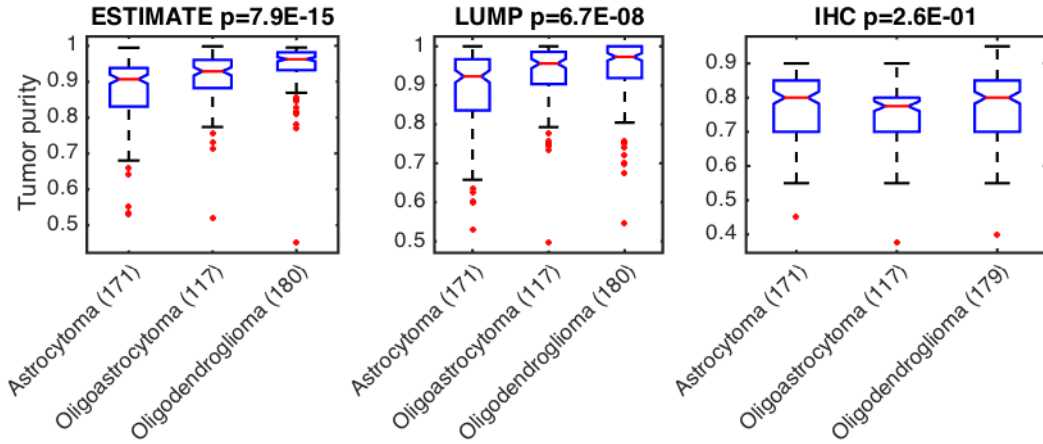 ESTIMATE p=7.9E-15
LUMP p=6.7E-08
IHC p=2.6E-01
Tumor purity
1
0.9
0.8
0.7
0.6
0.5
1
0.9
0.8
0.7
0.6
0.5
0.9
0.8
0.7
0.6
0.5
0.4
Astrocytoma (171)
Oligoastrocytoma (117)
Oligodendroglioma (180)
Astrocytoma (171)
Oligoastrocytoma (117)
Oligodendroglioma (180)
Astrocytoma (171)
Oligoastrocytoma (117)
Oligodendroglioma (179)